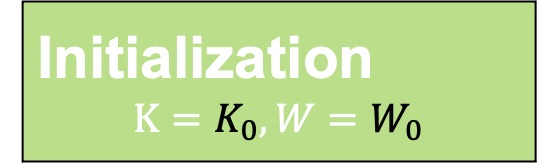 Initialization
K = K₀, W = W₀